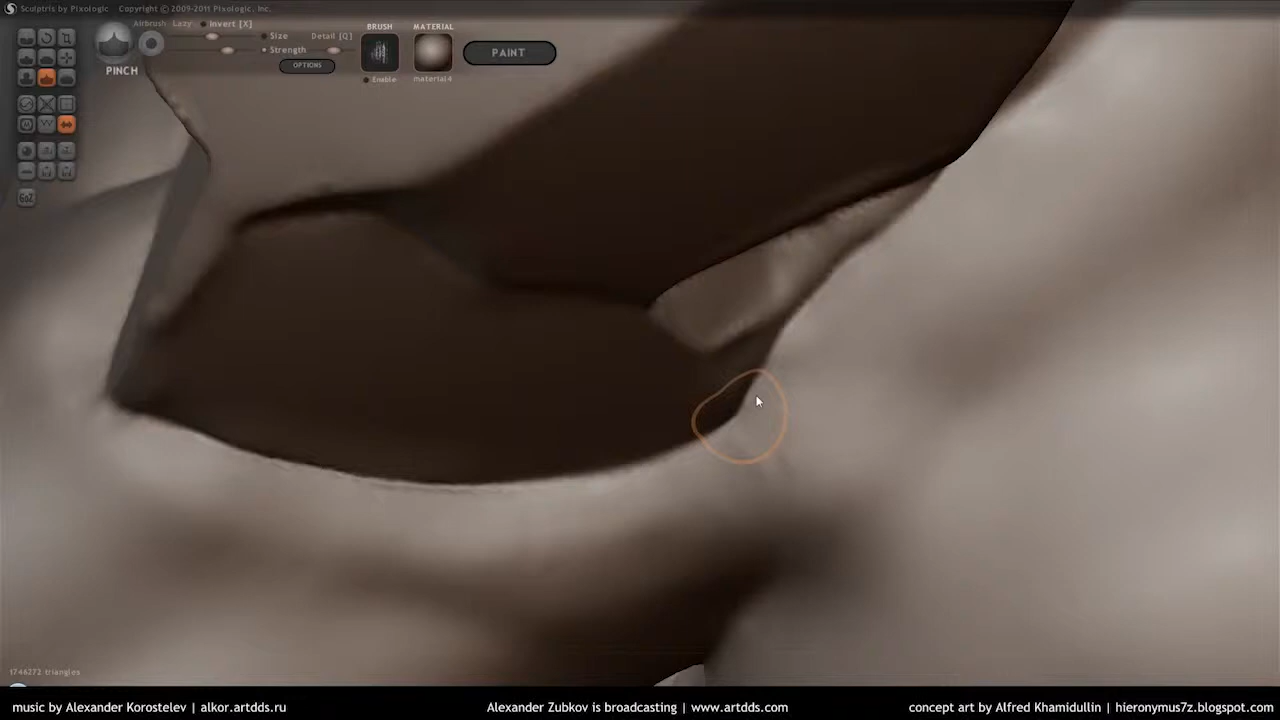 Sculptris by Pixologic   Copyright © 2009-2011 Pixologic, Inc.
Airbrush Lazy Invert [X]
Size Detail [Q]
Strength
OPTIONS
PINCH
BRUSH
Enable
MATERIAL
material4
PAINT
GoZ
1746272 triangles
music by Alexander Korostelev | alkor.artdds.ru
Alexander Zubkov is broadcasting | www.artdds.com
concept art by Alfred Khamidullin | hieronymus7z.blogspot.com